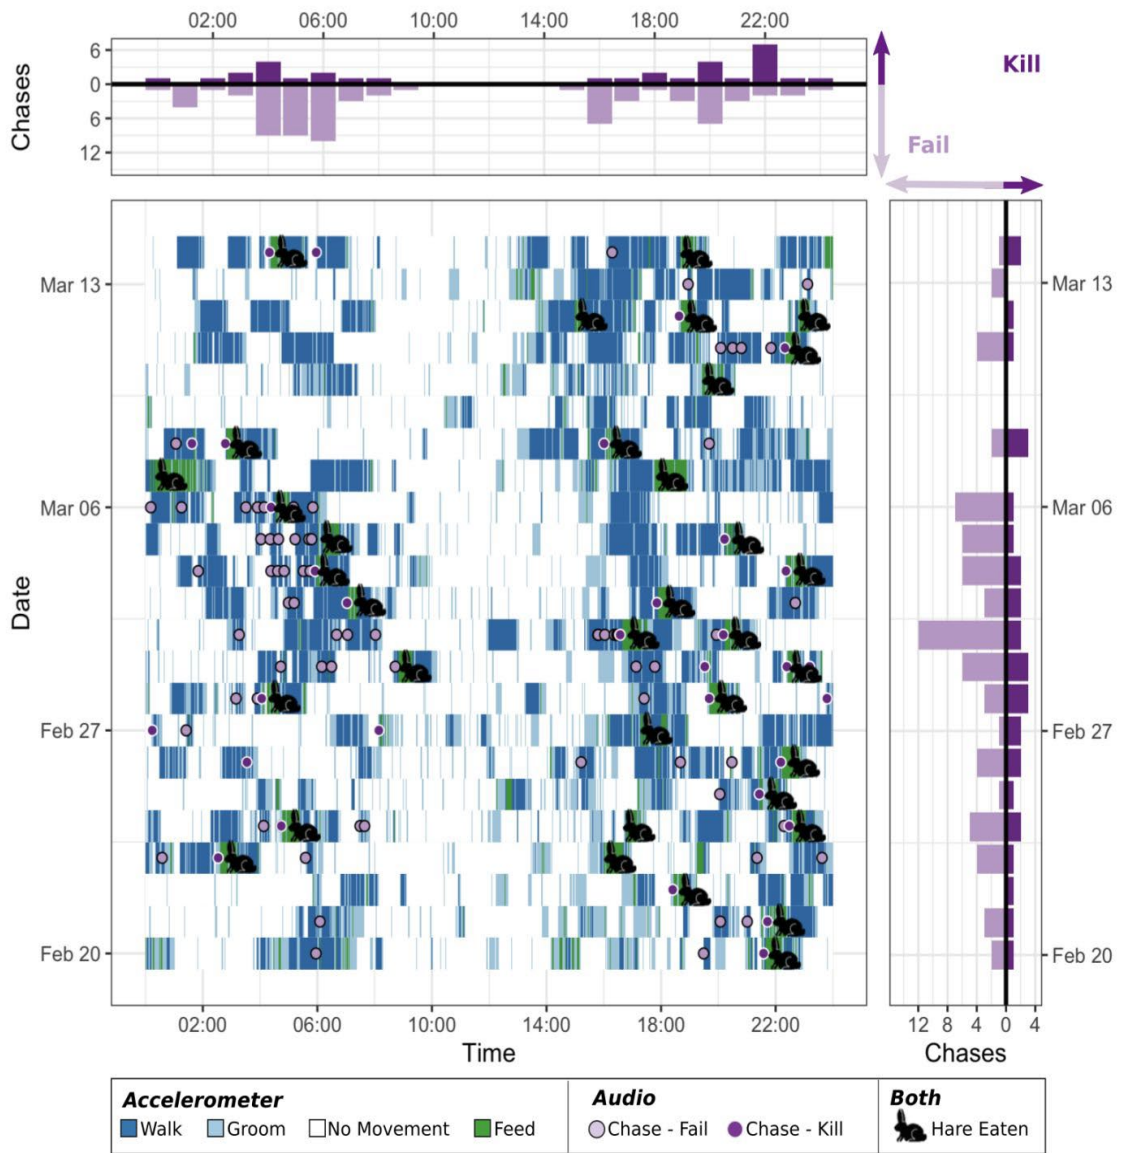 02:00 06:00 10:00 14:00 18:00 22:00
6
0
6
12
Chases
Kill
Fail
Mar 13
Mar 06
Feb 27
Feb 20
Date
Mar 13
Mar 06
Feb 27
Feb 20
02:00 06:00 10:00 14:00 18:00 22:00
Time
12 8 4 0 4
Chases
Accelerometer
Walk Groom No Movement Feed
Audio
Chase - Fail Chase - Kill
Both
Hare Eaten